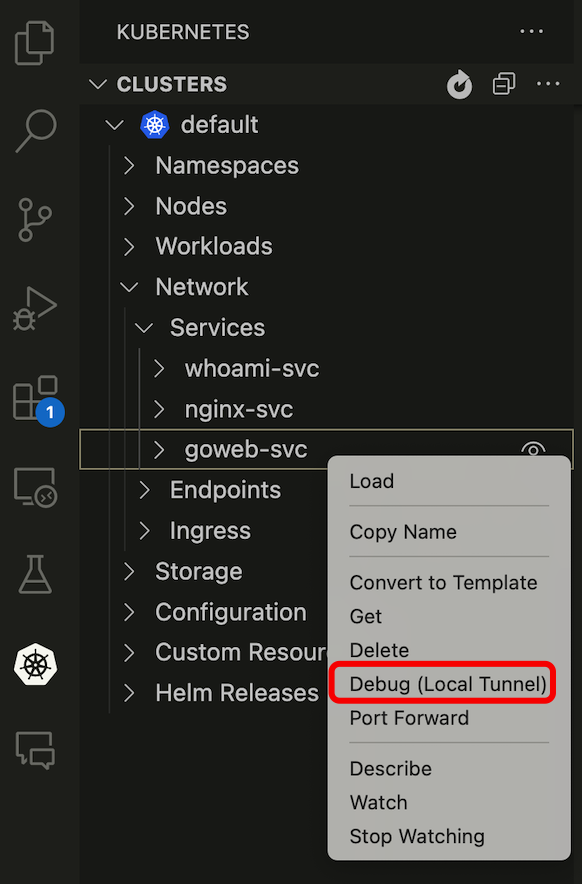 KUBERNETES
CLUSTERS
default
Namespaces
Nodes
Workloads
Network
Services
whoami-svc
nginx-svc
1
goweb-svc
Load
Endpoints
Ingress
Copy Name
Storage
Convert to Template
Configuration
Get
Custom Resour
Delete
Helm Releases
Debug (Local Tunnel)
Port Forward
Describe
Watch
Stop Watching